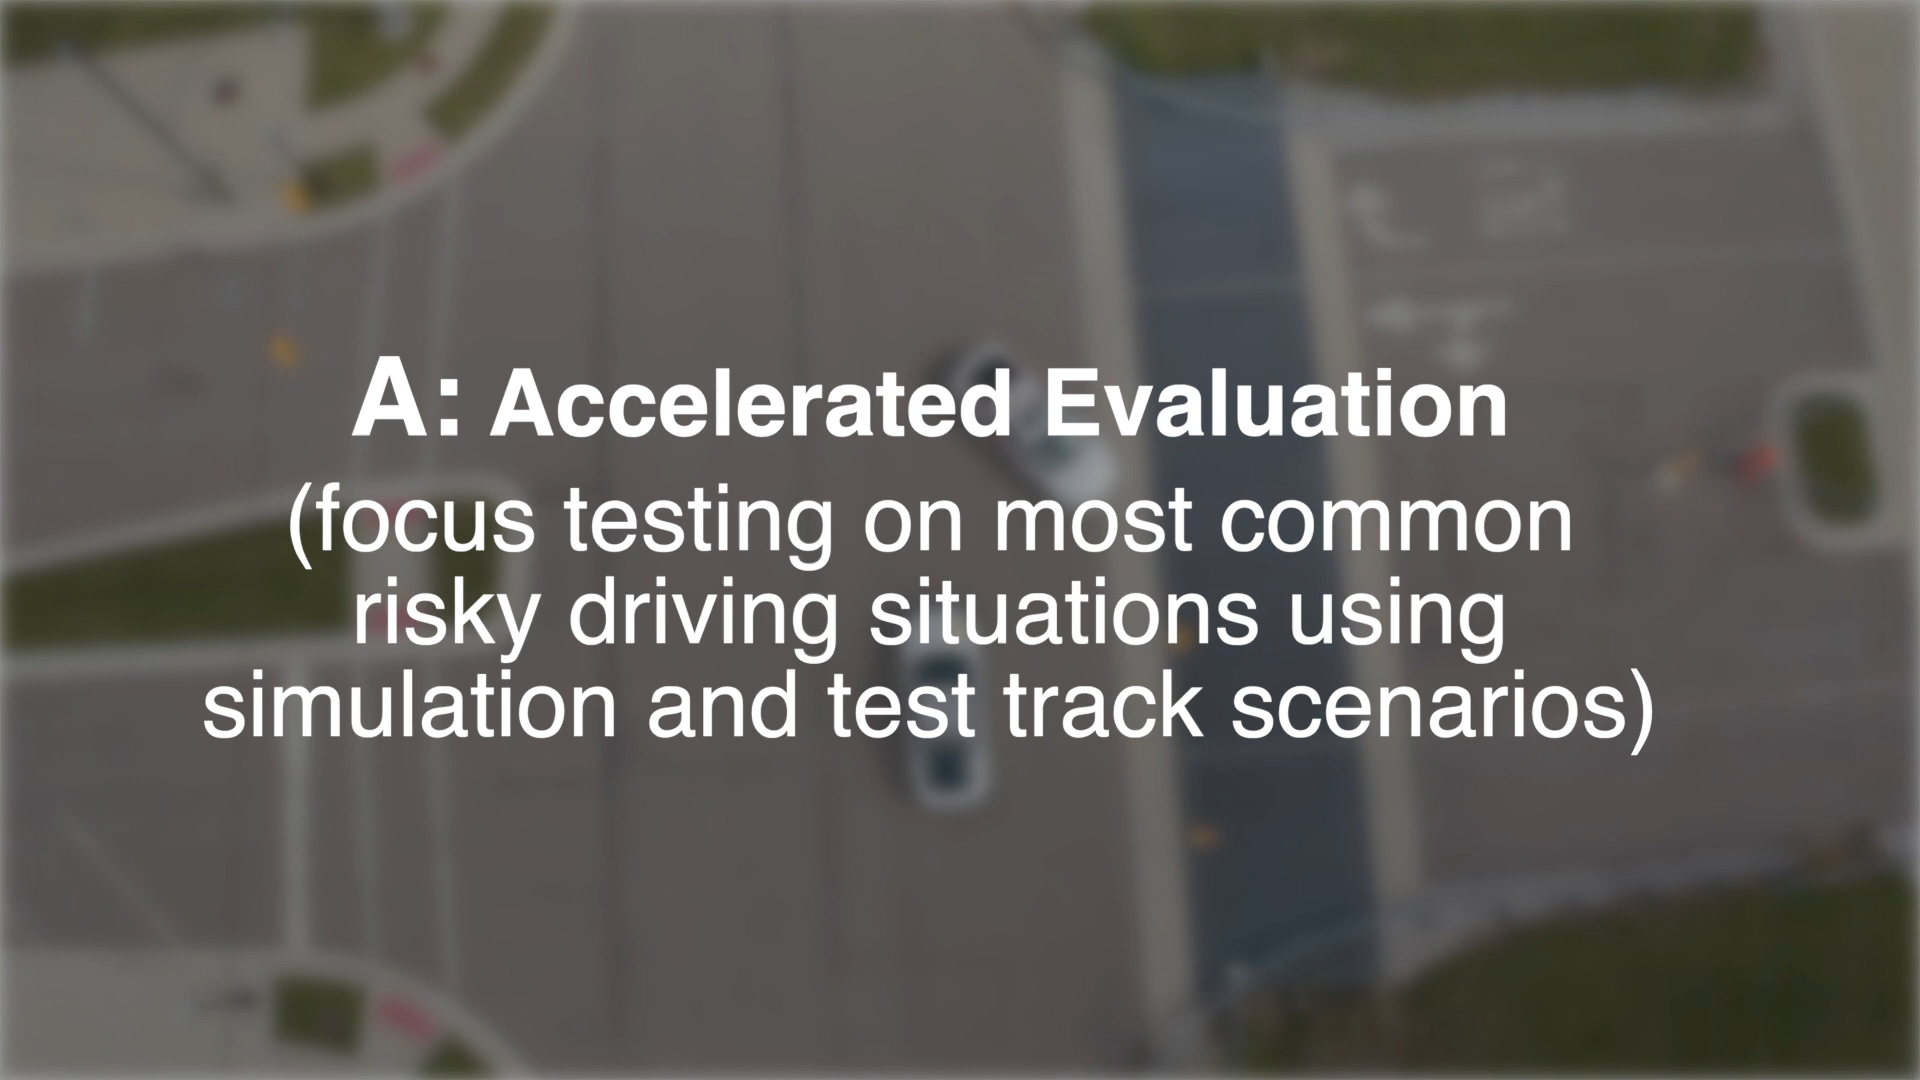 A: Accelerated Evaluation
(focus testing on most common
risky driving situations using
simulation and test track scenarios)